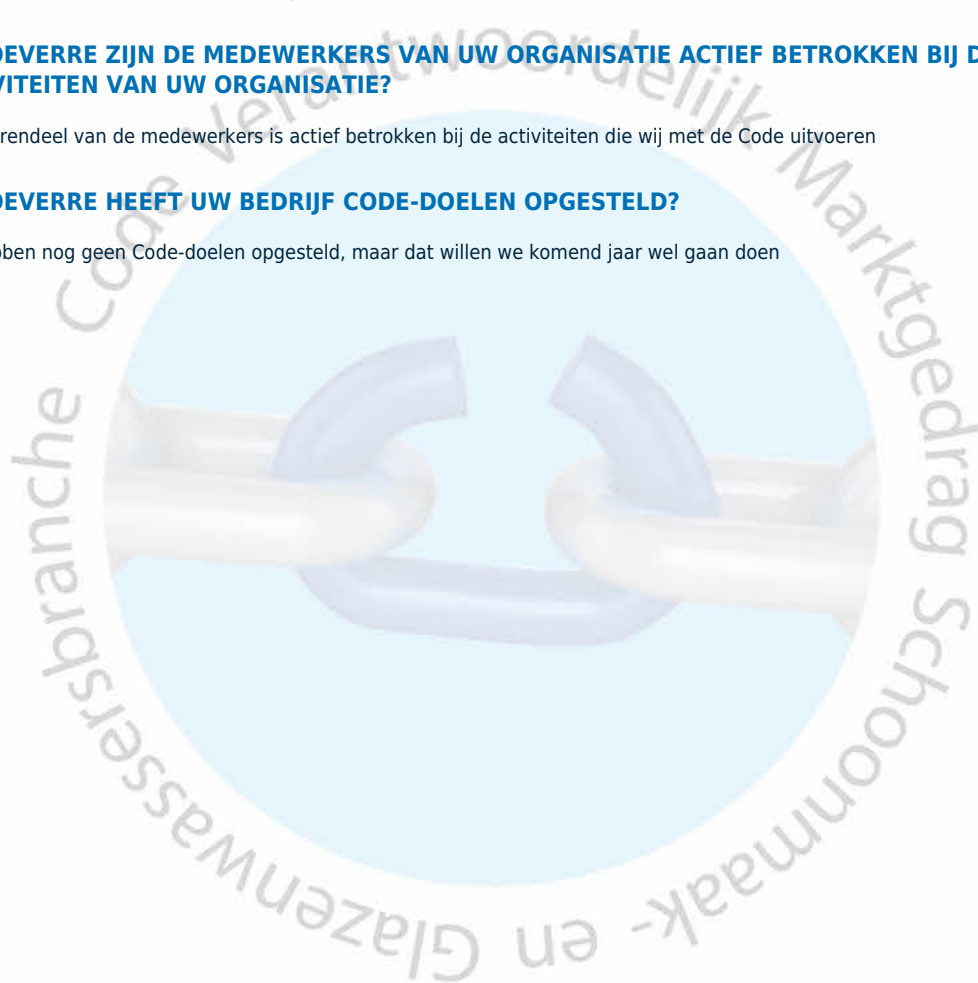 OEVERRE ZIJN DE MEDEWERKERS VAN UW ORGANISATIE ACTIEF BETROKKEN BIJ D
VITEITEN VAN UW ORGANISATIE?
rendeel van de medewerkers is actief betrokken bij de activiteiten die wij met de Code uitvoeren
OEVERRE HEEFT UW BEDRIJF CODE-DOELEN OPGESTELD?
ben nog geen Code-doelen opgesteld, maar dat willen we komend jaar wel gaan doen
Code Verantwoordelijk Marktgedrag Schoonmaak- en Glazenwassersbranche